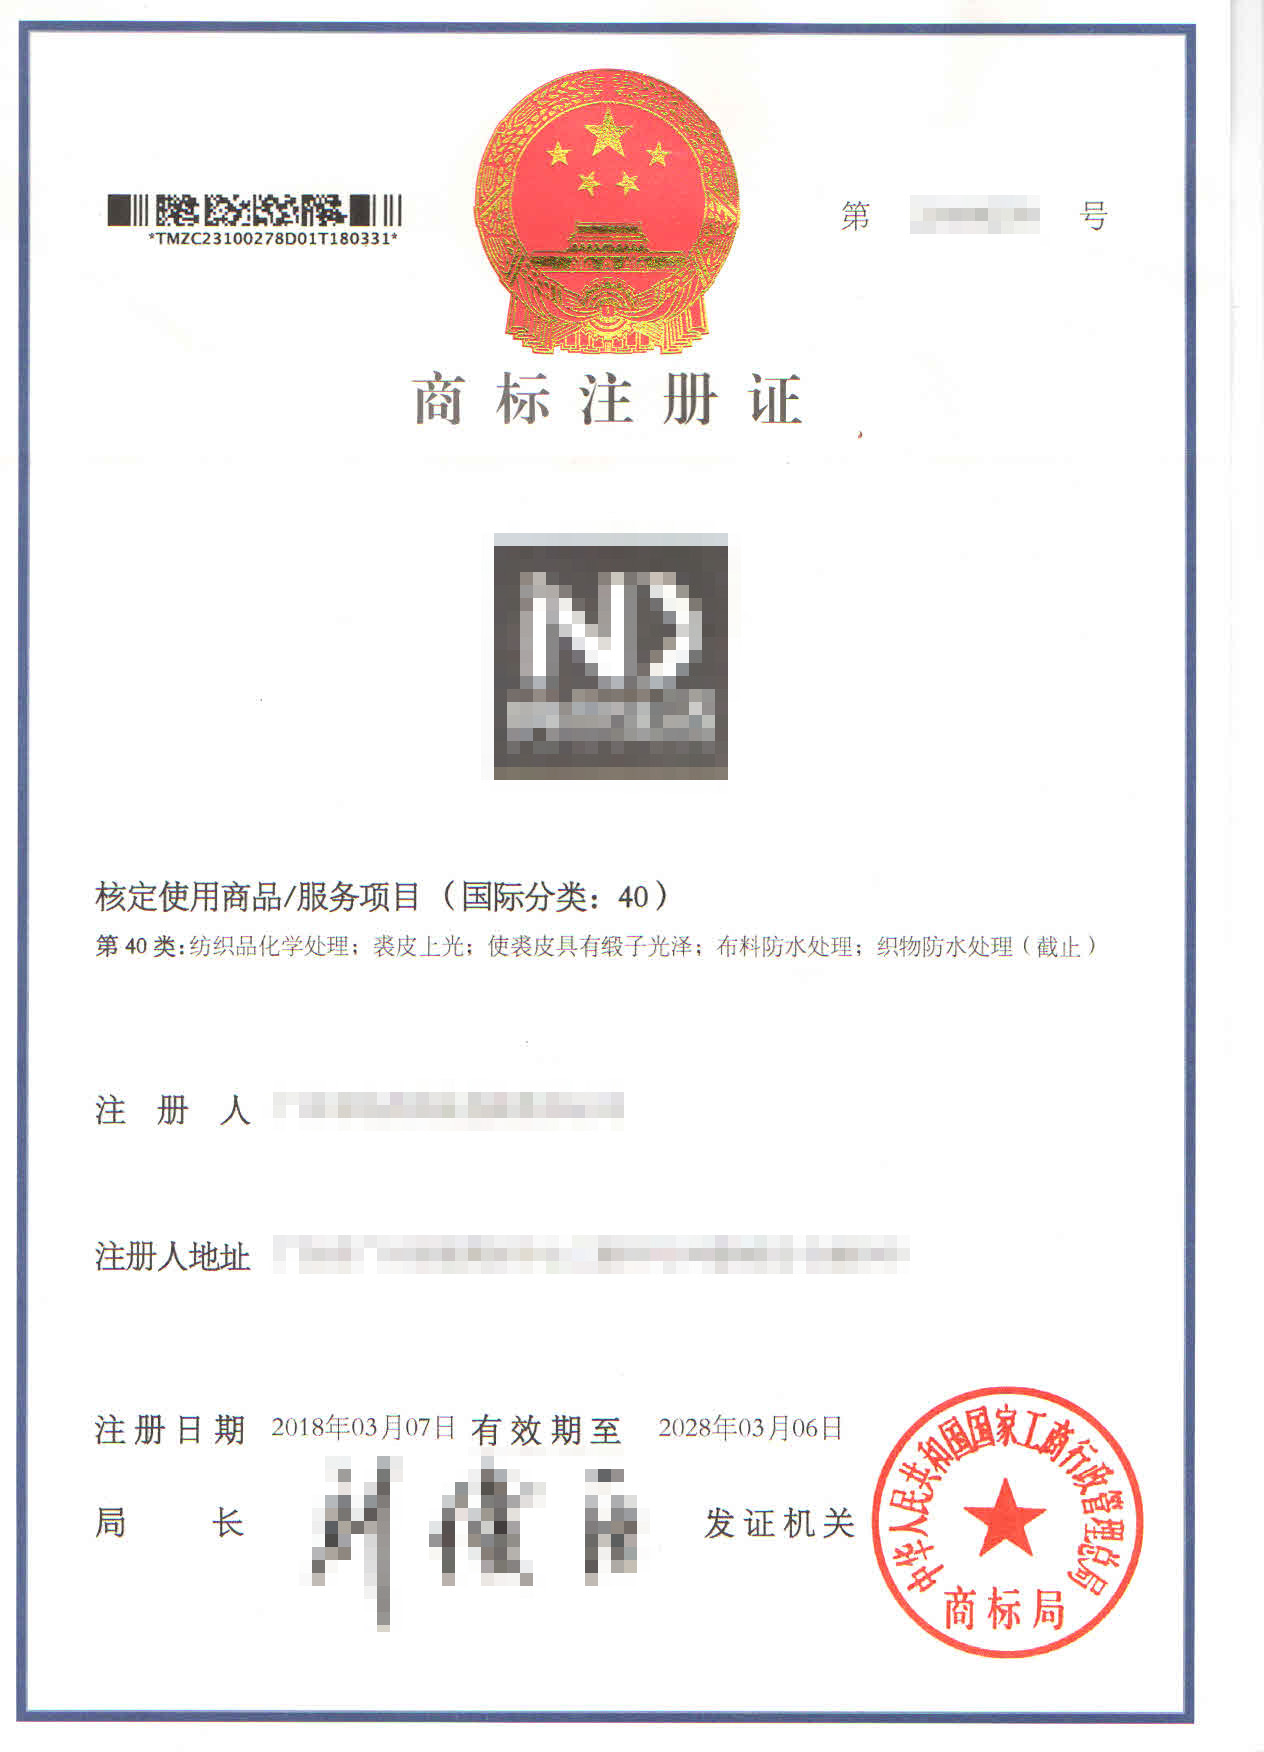 *TMZC23100278D01T180331*
第 号
商标注册证
核定使用商品/服务项目（国际分类：40）
第 40 类：纺织品化学处理；裘皮上光；使裘皮具有缎子光泽；布料防水处理；织物防水处理（截止）
注册人
注册人地址
注册日期 2018年03月07日 有效期至 2028年03月06日
局长 发证机关
中华人民共和国国家工商行政管理总局
商标局